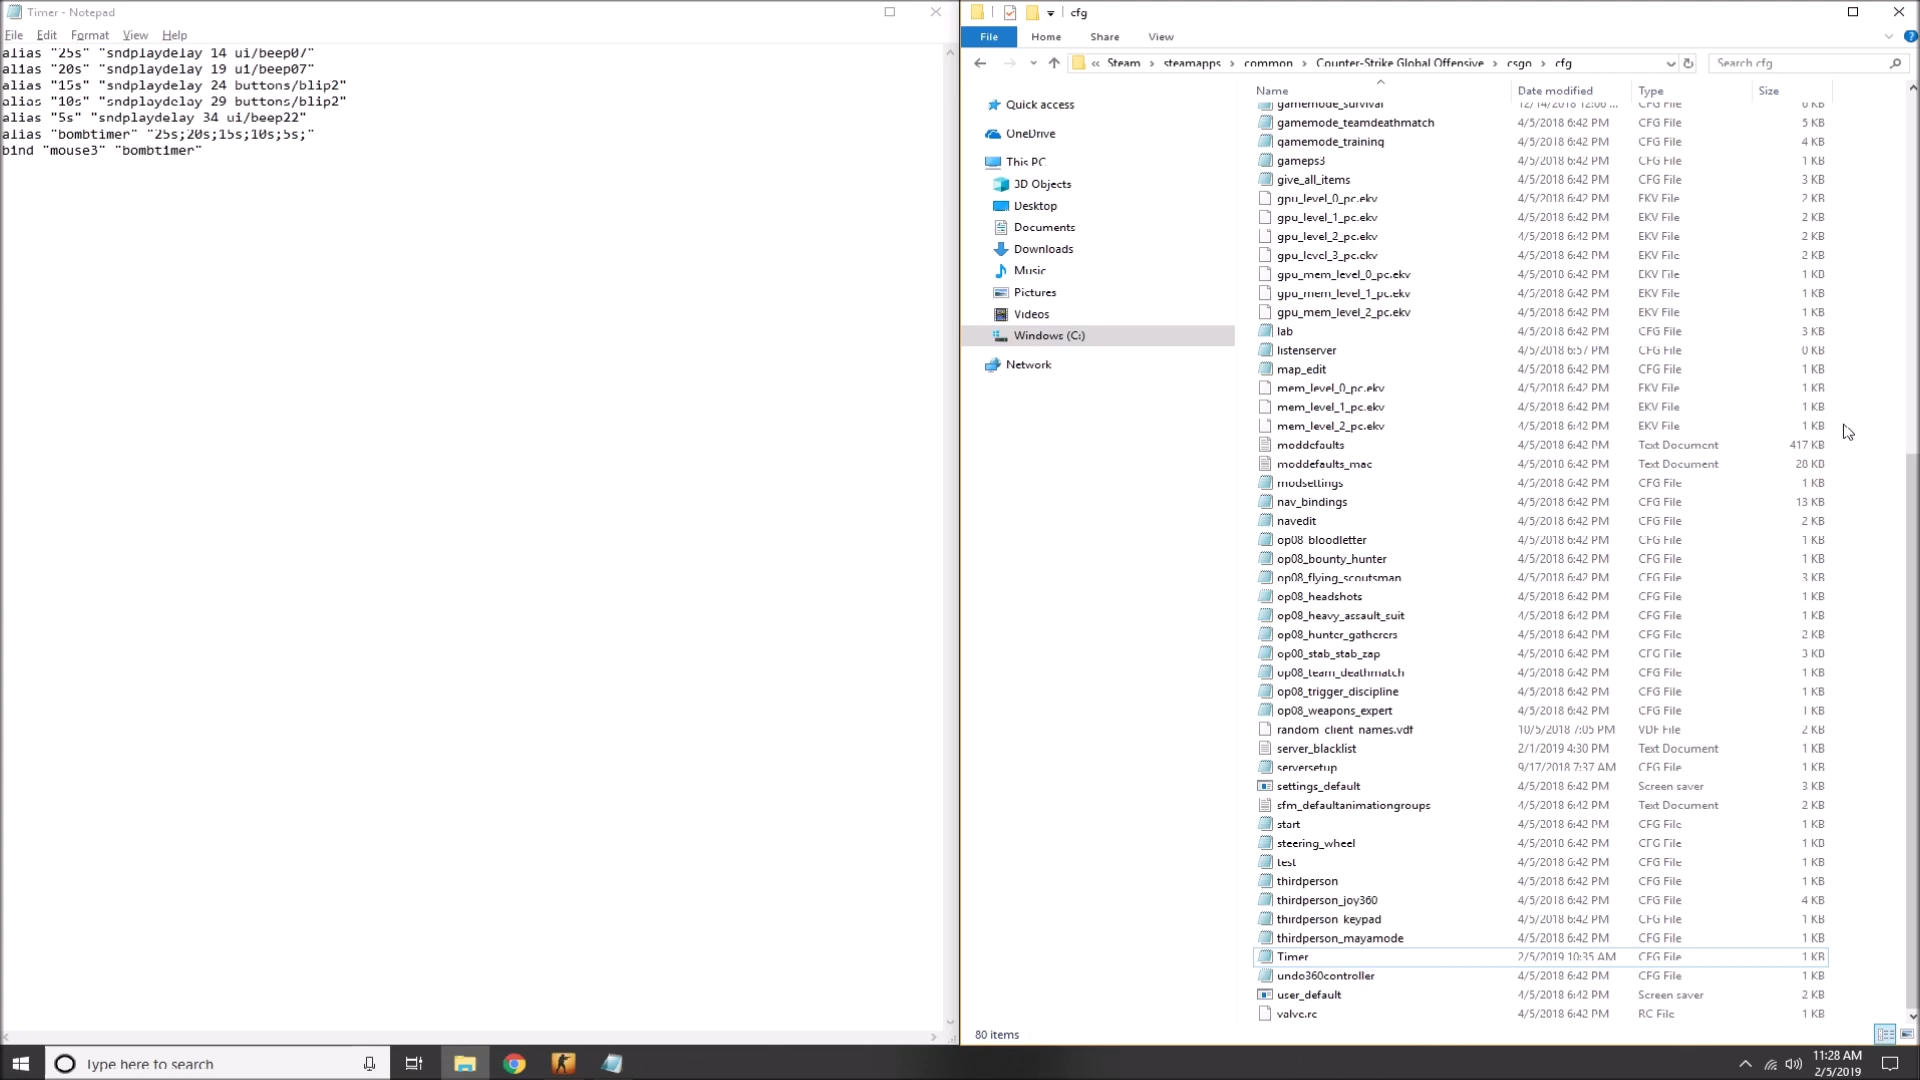 Timer - Notepad
File Edit Format View Help
alias "25s" "sndplaydelay 14 ui/beep07"
alias "20s" "sndplaydelay 19 ui/beep07"
alias "15s" "sndplaydelay 24 buttons/blip2"
alias "10s" "sndplaydelay 29 buttons/blip2"
alias "5s" "sndplaydelay 34 ui/beep22"
alias "bombtimer" "25s;20s;15s;10s;5s;"
bind "mouse3" "bombtimer"
cfg
File Home Share View
« Steam › steamapps › common › Counter-Strike Global Offensive › csgo › cfg
Search cfg
Quick access
OneDrive
This PC
3D Objects
Desktop
Documents
Downloads
Music
Pictures
Videos
Windows (C:)
Network
Name Date modified Type Size
gamemode_survival 12/14/2018 12:06 ... CFG File 6 KB
gamemode_teamdeathmatch 4/5/2018 6:42 PM CFG File 5 KB
gamemode_training 4/5/2018 6:42 PM CFG File 4 KB
gameps3 4/5/2018 6:42 PM CFG File 1 KB
give_all_items 4/5/2018 6:42 PM CFG File 3 KB
gpu_level_0_pc.ekv 4/5/2018 6:42 PM EKV File 2 KB
gpu_level_1_pc.ekv 4/5/2018 6:42 PM EKV File 2 KB
gpu_level_2_pc.ekv 4/5/2018 6:42 PM EKV File 2 KB
gpu_level_3_pc.ekv 4/5/2018 6:42 PM EKV File 2 KB
gpu_mem_level_0_pc.ekv 4/5/2018 6:42 PM EKV File 1 KB
gpu_mem_level_1_pc.ekv 4/5/2018 6:42 PM EKV File 1 KB
gpu_mem_level_2_pc.ekv 4/5/2018 6:42 PM EKV File 1 KB
lab 4/5/2018 6:42 PM CFG File 3 KB
listenserver 4/5/2018 6:57 PM CFG File 0 KB
map_edit 4/5/2018 6:42 PM CFG File 1 KB
mem_level_0_pc.ekv 4/5/2018 6:42 PM EKV File 1 KB
mem_level_1_pc.ekv 4/5/2018 6:42 PM EKV File 1 KB
mem_level_2_pc.ekv 4/5/2018 6:42 PM EKV File 1 KB
moddefaults 4/5/2018 6:42 PM Text Document 417 KB
moddefaults_mac 4/5/2018 6:42 PM Text Document 28 KB
modsettings 4/5/2018 6:42 PM CFG File 1 KB
nav_bindings 4/5/2018 6:42 PM CFG File 13 KB
navedit 4/5/2018 6:42 PM CFG File 2 KB
op08_bloodletter 4/5/2018 6:42 PM CFG File 1 KB
op08_bounty_hunter 4/5/2018 6:42 PM CFG File 1 KB
op08_flying_scoutsman 4/5/2018 6:42 PM CFG File 3 KB
op08_headshots 4/5/2018 6:42 PM CFG File 1 KB
op08_heavy_assault_suit 4/5/2018 6:42 PM CFG File 1 KB
op08_hunter_gatherers 4/5/2018 6:42 PM CFG File 2 KB
op08_stab_stab_zap 4/5/2018 6:42 PM CFG File 3 KB
op08_team_deathmatch 4/5/2018 6:42 PM CFG File 1 KB
op08_trigger_discipline 4/5/2018 6:42 PM CFG File 1 KB
op08_weapons_expert 4/5/2018 6:42 PM CFG File 1 KB
random_client_names.vdf 10/5/2018 7:05 PM VDF File 2 KB
server_blacklist 2/1/2019 4:30 PM Text Document 1 KB
serversetup 9/17/2018 7:37 AM CFG File 1 KB
settings_default 4/5/2018 6:42 PM Screen saver 3 KB
sfm_defaultanimationgroups 4/5/2018 6:42 PM Text Document 2 KB
start 4/5/2018 6:42 PM CFG File 1 KB
steering_wheel 4/5/2018 6:42 PM CFG File 1 KB
test 4/5/2018 6:42 PM CFG File 1 KB
thirdperson 4/5/2018 6:42 PM CFG File 1 KB
thirdperson_joy360 4/5/2018 6:42 PM CFG File 4 KB
thirdperson_keypad 4/5/2018 6:42 PM CFG File 1 KB
thirdperson_mayamode 4/5/2018 6:42 PM CFG File 1 KB
Timer 2/5/2019 10:35 AM CFG File 1 KB
undo360controller 4/5/2018 6:42 PM CFG File 1 KB
user_default 4/5/2018 6:42 PM Screen saver 2 KB
valve.rc 4/5/2018 6:42 PM RC File 1 KB
80 items
Type here to search
11:28 AM
2/5/2019